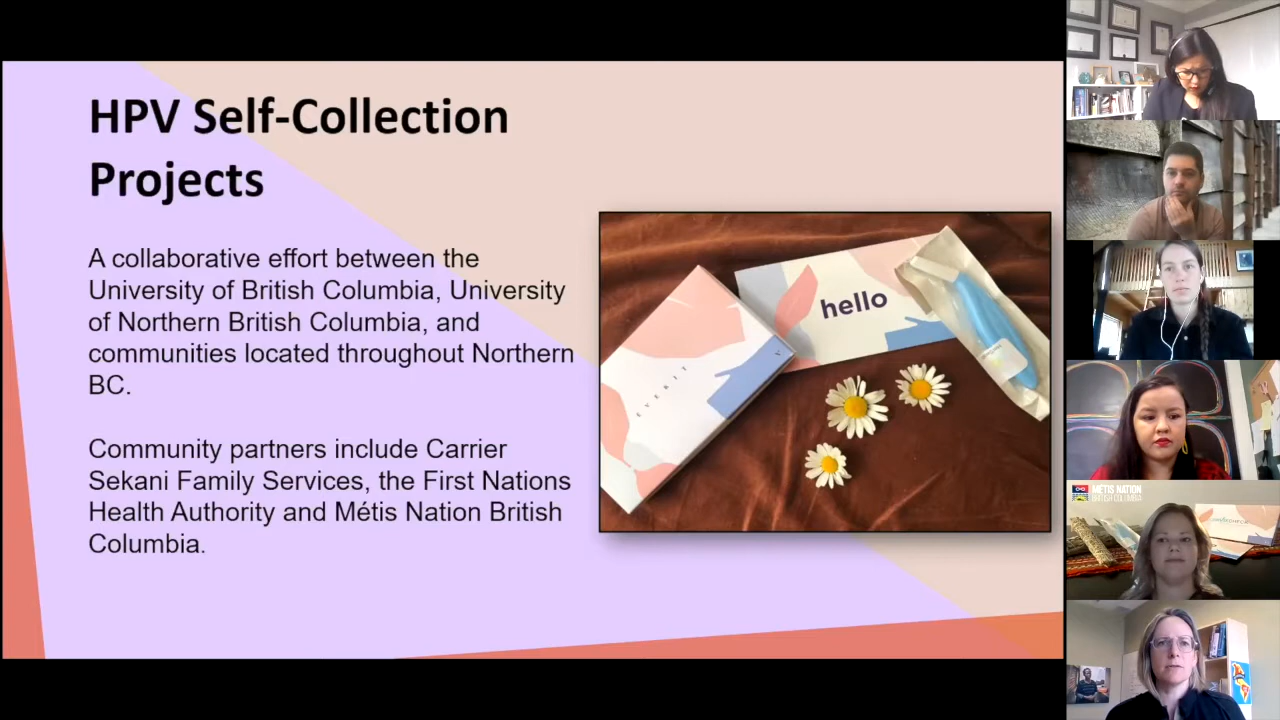 HPV Self-Collection
Projects
A collaborative effort between the
University of British Columbia, University
of Northern British Columbia, and
communities located throughout Northern
BC.
Community partners include Carrier
Sekani Family Services, the First Nations
Health Authority and Métis Nation British
Columbia.
hello
EVEKIT
MÉTIS NATION
BRITISH COLUMBIA